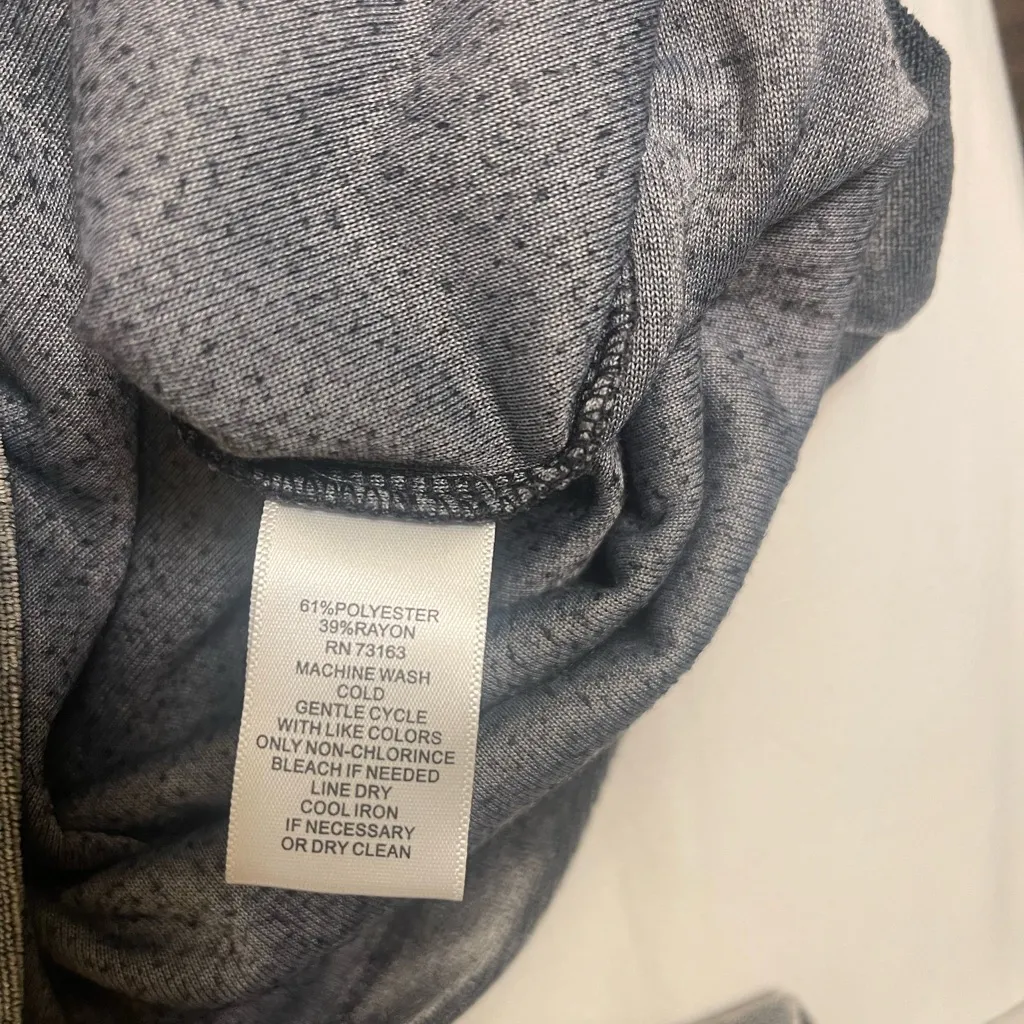 61%POLYESTER
39%RAYON
RN 73163
MACHINE WASH
COLD
GENTLE CYCLE
WITH LIKE COLORS
ONLY NON-CHLORINCE
BLEACH IF NEEDED
LINE DRY
COOL IRON
IF NECESSARY
OR DRY CLEAN